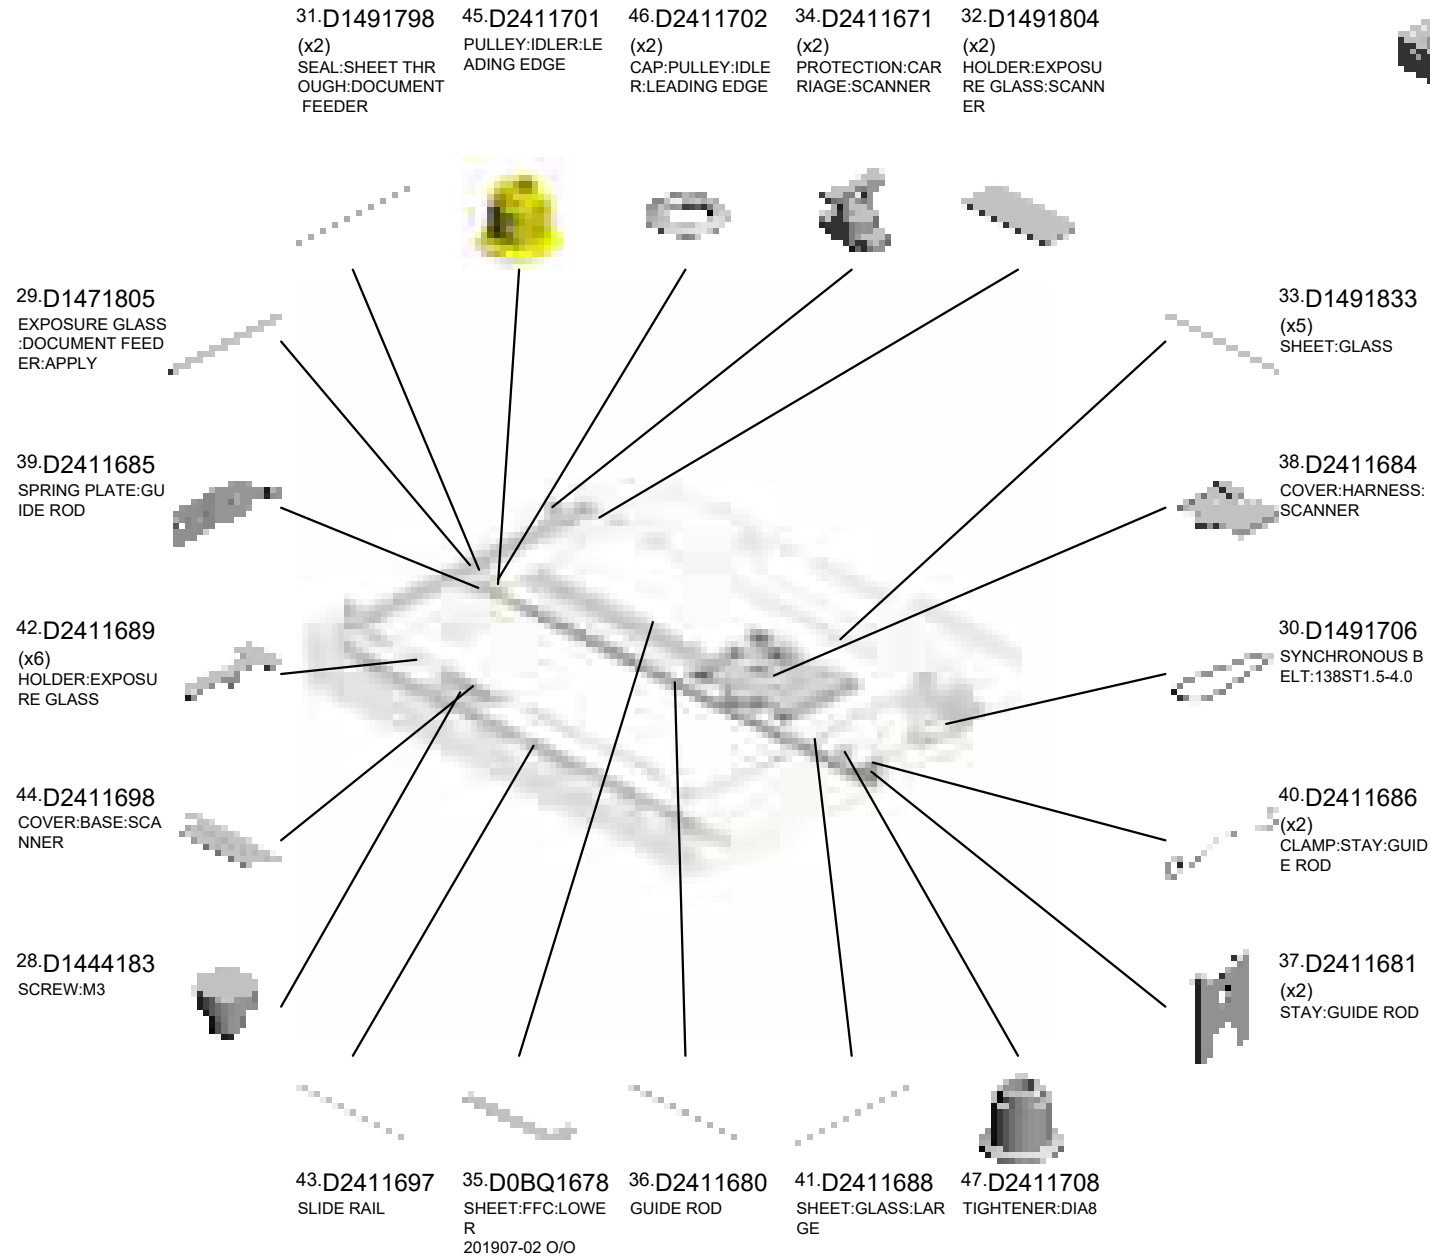 31.D1491798
(x2)
SEAL:SHEET THR
OUGH:DOCUMENT
FEEDER
45.D2411701
PULLEY:IDLER:LE
ADING EDGE
46.D2411702
(x2)
CAP:PULLEY:IDLE
R:LEADING EDGE
34.D2411671
(x2)
PROTECTION:CAR
RIAGE:SCANNER
32.D1491804
(x2)
HOLDER:EXPOSU
RE GLASS:SCANN
ER
29.D1471805
EXPOSURE GLASS
:DOCUMENT FEED
ER:APPLY
33.D1491833
(x5)
SHEET:GLASS
39.D2411685
SPRING PLATE:GU
IDE ROD
38.D2411684
COVER:HARNESS:
SCANNER
42.D2411689
(x6)
HOLDER:EXPOSU
RE GLASS
30.D1491706
SYNCHRONOUS B
ELT:138ST1.5-4.0
44.D2411698
COVER:BASE:SCA
NNER
40.D2411686
(x2)
CLAMP:STAY:GUID
E ROD
28.D1444183
SCREW:M3
37.D2411681
(x2)
STAY:GUIDE ROD
43.D2411697
SLIDE RAIL
35.D0BQ1678
SHEET:FFC:LOWE
R
201907-02 O/O
36.D2411680
GUIDE ROD
41.D2411688
SHEET:GLASS:LAR
GE
47.D2411708
TIGHTENER:DIA8